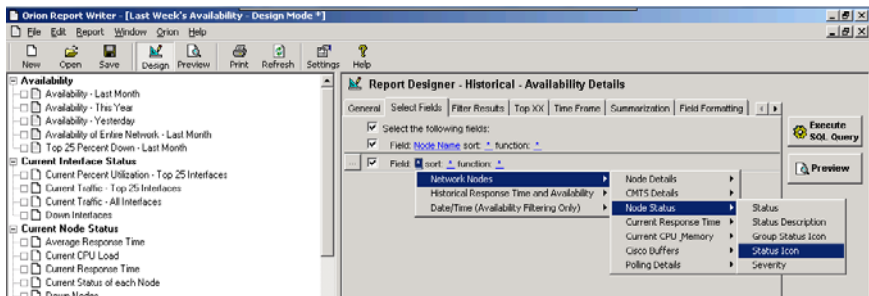 Orion Report Writer - [Last Week's Availability - Design Mode *]
File Edit Report Window Orion Help
New Open Save Design Preview Print Refresh Settings Help
Availability
Availability - Last Month
Availability - This Year
Availability - Yesterday
Availability of Entire Network - Last Month
Top 25 Percent Down - Last Month
Current Interface Status
Current Percent Utilization - Top 25 Interfaces
Current Traffic - Top 25 Interfaces
Current Traffic - All Interfaces
Down Interfaces
Current Node Status
Average Response Time
Current CPU Load
Current Response Time
Current Status of each Node
Down Nodes
Report Designer - Historical - Availability Details
General Select Fields Filter Results Top XX Time Frame Summarization Field Formatting
Select the following fields:
Field: Node Name sort: * function: *
... Field: * sort: * function: *
Network Nodes
Historical Response Time and Availability
Date/Time (Availability Filtering Only)
Node Details
CMTS Details
Node Status
Current Response Time
Current CPU_Memory
Cisco Buffers
Polling Details
Status
Status Description
Group Status Icon
Status Icon
Severity
Execute
SQL Query
Preview